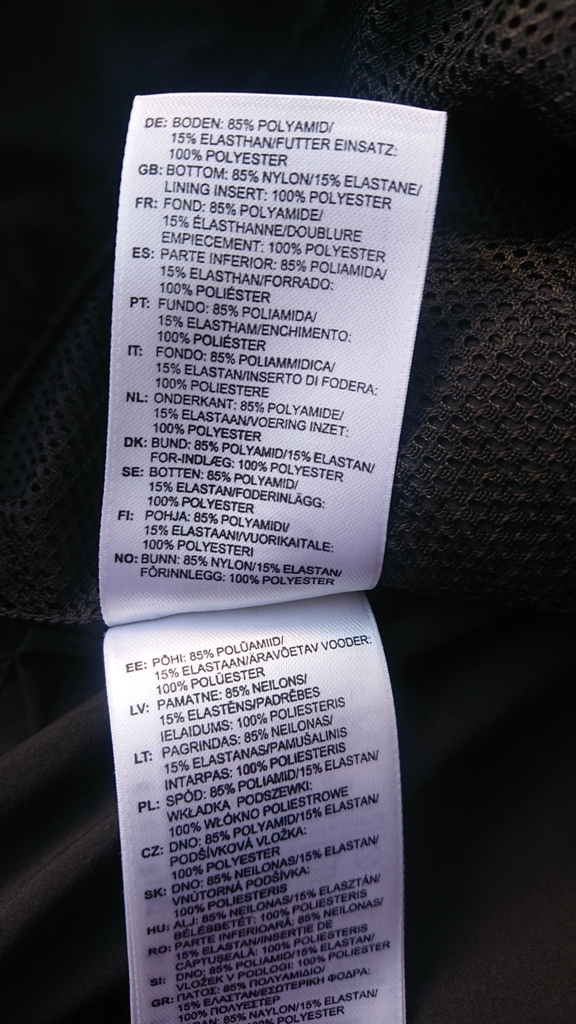 DE: BODEN: 85% POLYAMID/
15% ELASTHAN/FUTTER EINSATZ:
100% POLYESTER
GB: BOTTOM: 85% NYLON/15% ELASTANE/
LINING INSERT: 100% POLYESTER
FR: FOND: 85% POLYAMIDE/
15% ÉLASTHANNE/DOUBLURE
EMPIECEMENT: 100% POLYESTER
ES: PARTE INFERIOR: 85% POLIAMIDA/
15% ELASTHAN/FORRADO:
100% POLIÉSTER
PT: FUNDO: 85% POLIAMIDA/
15% ELASTHAM/ENCHIMENTO:
100% POLIÉSTER
IT: FONDO: 85% POLIAMMIDICA/
15% ELASTAN/INSERTO DI FODERA:
100% POLIESTERE
NL: ONDERKANT: 85% POLYAMIDE/
15% ELASTAAN/VOERING INZET:
100% POLYESTER
DK: BUND: 85% POLYAMID/15% ELASTAN/
FOR-INDLÆG: 100% POLYESTER
SE: BOTTEN: 85% POLYAMID/
15% ELASTAN/FODERINLÄGG:
100% POLYESTER
FI: POHJA: 85% POLYAMIDI/
15% ELASTAANI/VUORIKAITALE:
100% POLYESTERI
NO: BUNN: 85% NYLON/15% ELASTAN/
FÔRINNLEGG: 100% POLYESTER
EE: PÕHI: 85% POLÜAMIID/
15% ELASTAAN/ÄRAVÕETAV VOODER:
100% POLÜESTER
LV: PAMATNE: 85% NEILONS/
15% ELASTĒNS/PADRĒBES
IELAIDUMS: 100% POLIESTERIS
LT: PAGRINDAS: 85% NEILONAS/
15% ELASTANAS/PAMUŠALINIS
INTARPAS: 100% POLIESTERIS
PL: SPÓD: 85% POLIAMID/15% ELASTAN/
WKŁADKA PODSZEWKI:
100% WŁÓKNO POLIESTROWE
CZ: DNO: 85% POLYAMID/15% ELASTAN/
PODŠÍVKOVÁ VLOŽKA:
100% POLYESTER
SK: DNO: 85% NEILONAS/15% ELASTAN/
VNÚTORNÁ PODŠÍVKA:
100% POLIESTERIS
HU: ALJ: 85% NEILONAS/15% ELASZTÁN/
BÉLÉSBETÉT: 100% POLIESTERIS
RO: PARTE INFERIOARĂ: 85% NEILONAS/
15% ELASTAN/INSERȚIE DE
CĂPTUȘEALĂ: 100% POLIESTERIS
SI: DNO: 85% POLIAMID/15% ELASTAN/
VLOŽEK V PODLOGI: 100% POLIESTER
GR: ΠΑΤΟΣ: 85% ΠΟΛΥΑΜΙΔΙΟ/
15% ΕΛΑΣΤΑΝ/ΕΣΩΤΕΡΙΚΗ ΦΟΔΡΑ:
100% ΠΟΛΥΕΣΤΕΡ
85% NAYLON/15% ELASTAN/
100% POLYESTER